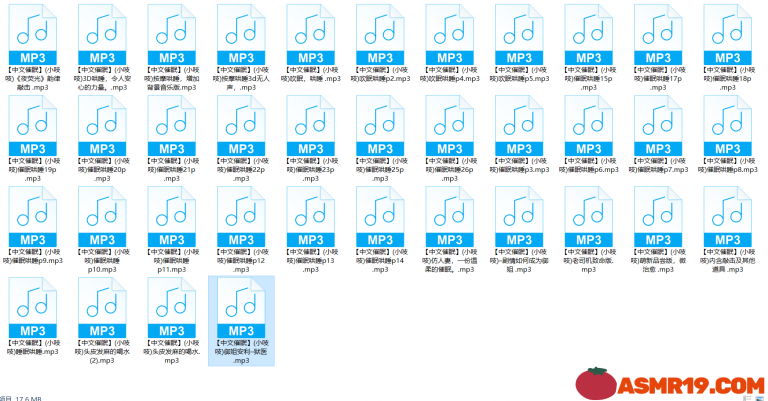 MP3
【中文催眠】(小吱
吱)《夜荧光》韵律
敲击 .mp3
MP3
【中文催眠】(小吱
吱)3D哄睡，令人安
心的力量。.mp3
MP3
【中文催眠】(小吱
吱)按摩哄睡，增加
背景音乐版.mp3
MP3
【中文催眠】(小吱
吱)按摩哄睡3d无人
声，.mp3
MP3
【中文催眠】(小吱
吱)吹眠，哄睡 .mp3
MP3
【中文催眠】(小吱
吱)吹眠哄睡p2.mp3
MP3
【中文催眠】(小吱
吱)吹眠哄睡p4.mp3
MP3
【中文催眠】(小吱
吱)吹眠哄睡p5.mp3
MP3
【中文催眠】(小吱
吱)催眠哄睡15p
.mp3
MP3
【中文催眠】(小吱
吱)催眠哄睡17p
.mp3
MP3
【中文催眠】(小吱
吱)催眠哄睡18p
.mp3
MP3
【中文催眠】(小吱
吱)催眠哄睡19p
.mp3
MP3
【中文催眠】(小吱
吱)催眠哄睡20p
.mp3
MP3
【中文催眠】(小吱
吱)催眠哄睡21p
.mp3
MP3
【中文催眠】(小吱
吱)催眠哄睡22p
.mp3
MP3
【中文催眠】(小吱
吱)催眠哄睡23p
.mp3
MP3
【中文催眠】(小吱
吱)催眠哄睡25p
.mp3
MP3
【中文催眠】(小吱
吱)催眠哄睡26p
.mp3
MP3
【中文催眠】(小吱
吱)催眠哄睡p3.mp3
MP3
【中文催眠】(小吱
吱)催眠哄睡p6.mp3
MP3
【中文催眠】(小吱
吱)催眠哄睡p7.mp3
MP3
【中文催眠】(小吱
吱)催眠哄睡p8.mp3
MP3
【中文催眠】(小吱
吱)催眠哄睡p9.mp3
MP3
【中文催眠】(小吱
吱)催眠哄睡
p10.mp3
MP3
【中文催眠】(小吱
吱)催眠哄睡
p11.mp3
MP3
【中文催眠】(小吱
吱)催眠哄睡p12
.mp3
MP3
【中文催眠】(小吱
吱)催眠哄睡p13
.mp3
MP3
【中文催眠】(小吱
吱)催眠哄睡p14
.mp3
MP3
【中文催眠】(小吱
吱)仿人妻，一份温
柔的催眠。.mp3
MP3
【中文催眠】(小吱
吱)~剧情如何成为御
姐 .mp3
MP3
【中文催眠】(小吱
吱)老司机致命版.
mp3
MP3
【中文催眠】(小吱
吱)萌新品尝版，微
治愈 .mp3
MP3
【中文催眠】(小吱
吱)内含敲击及其他
道具 .mp3
MP3
【中文催眠】(小吱
吱)睡眠哄睡.mp3
MP3
【中文催眠】(小吱
吱)头皮发麻的喝水
(2).mp3
MP3
【中文催眠】(小吱
吱)头皮发麻的喝水.
mp3
MP3
【中文催眠】(小吱
吱)御姐安利~献医
.mp3
项目 17.6 MB
ASMR19.COM